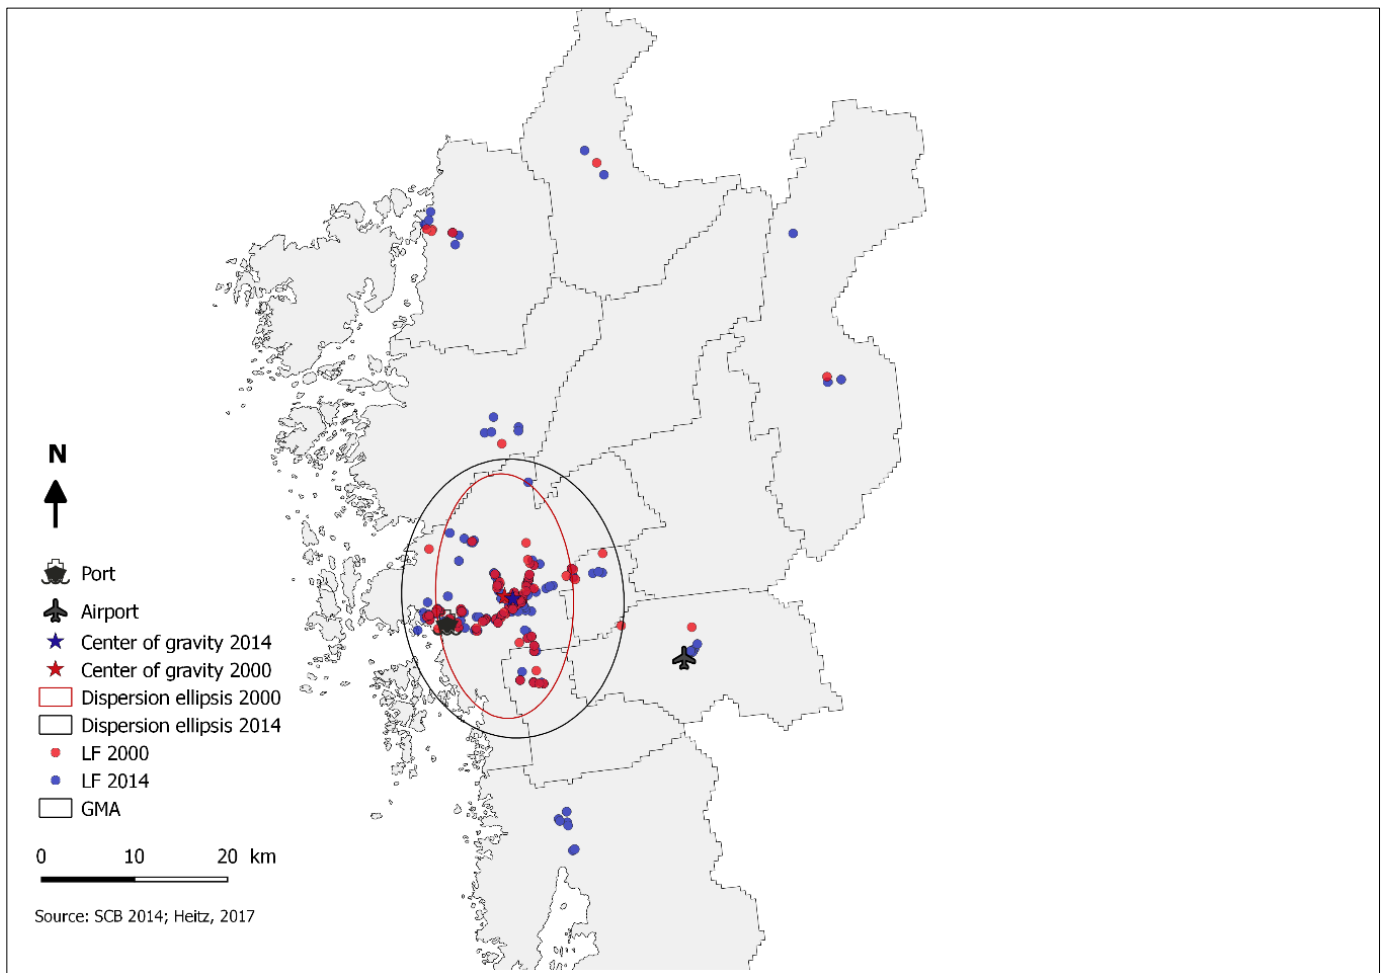 N
Port
Airport
Center of gravity 2014
Center of gravity 2000
Dispersion ellipsis 2000
Dispersion ellipsis 2014
LF 2000
LF 2014
GMA
0 10 20 km
Source: SCB 2014; Heitz, 2017